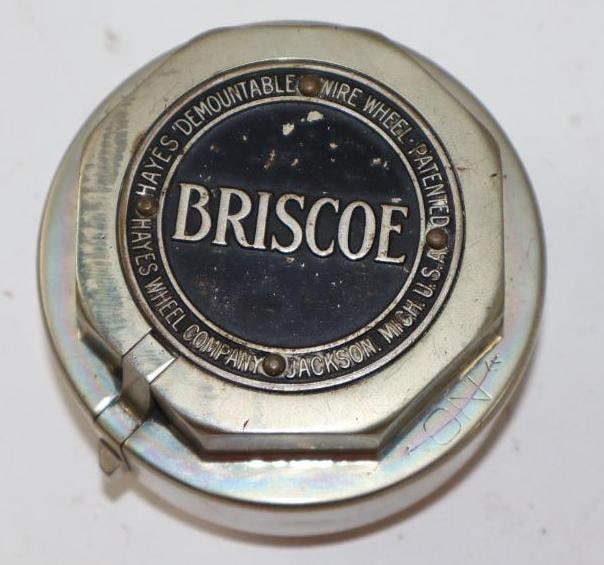 HAYES DEMOUNTABLE WIRE WHEEL · PATENTED
BRISCOE
HAYES WHEEL COMPANY JACKSON. MICH. U.S.A.